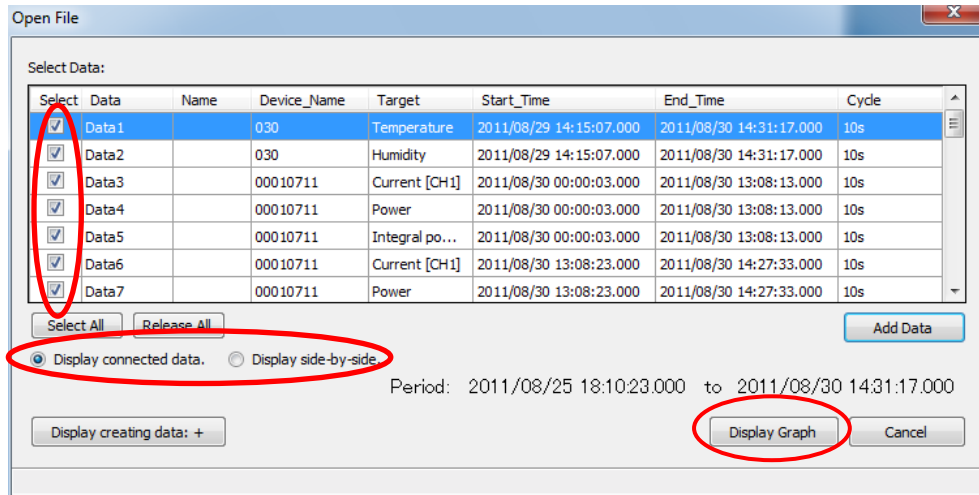 Open File
Select Data:
Select Data Name Device_Name Target Start_Time End_Time Cyde
Data1 030 Temperature 2011/08/29 14:15:07.000 2011/08/30 14:31:17.000 10s
Data2 030 Humidity 2011/08/29 14:15:07.000 2011/08/30 14:31:17.000 10s
Data3 00010711 Current [CH1] 2011/08/30 00:00:03.000 2011/08/30 13:08:13.000 10s
Data4 00010711 Power 2011/08/30 00:00:03.000 2011/08/30 13:08:13.000 10s
Data5 00010711 Integral po... 2011/08/30 00:00:03.000 2011/08/30 13:08:13.000 10s
Data6 00010711 Current [CH1] 2011/08/30 13:08:23.000 2011/08/30 14:27:33.000 10s
Data7 00010711 Power 2011/08/30 13:08:23.000 2011/08/30 14:27:33.000 10s
Select All Release All Add Data
Display connected data. Display side-by-side.
Period: 2011/08/25 18:10:23.000 to 2011/08/30 14:31:17.000
Display creating data: + Display Graph Cancel